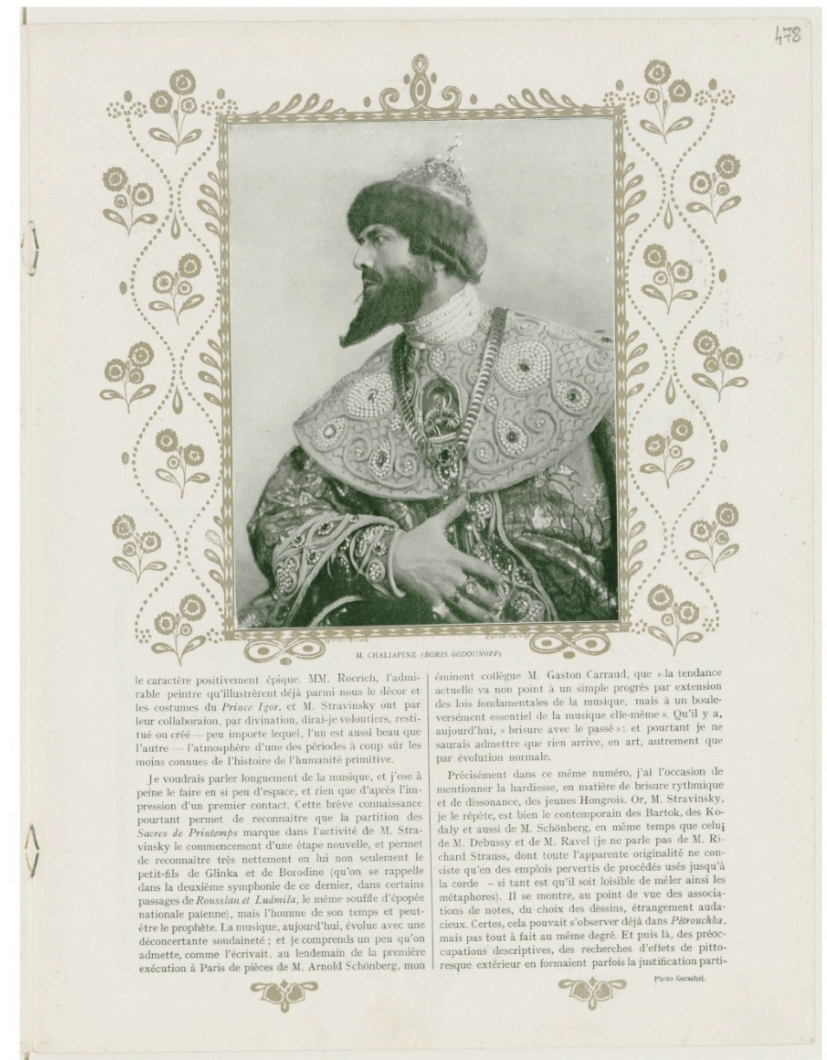 478
M. CHALIAPINE (BORIS GODOUNOFF)
le caractère positivement épique. MM. Roerich, l'admi-
rable peintre qu'illustrèrent déjà parmi nous le décor et
les costumes du Prince Igor, et M. Stravinsky ont par
leur collaboraion, par divination, dirai-je volontiers, resti-
tué ou créé — peu importe lequel, l'un est aussi beau que
l'autre — l'atmosphère d'une des périodes à coup sûr les
moins connues de l'histoire de l'humanité primitive.
Je voudrais parler longuement de la musique, et j'ose à
peine le faire en si peu d'espace, et rien que d'après l'im-
pression d'un premier contact. Cette brève connaissance
pourtant permet de reconnaître que la partition des
Sacres de Printemps marque dans l'activité de M. Stra-
vinsky le commencement d'une étape nouvelle, et permet
de reconnaître très nettement en lui non seulement le
petit-fils de Glinka et de Borodine (qu'on se rappelle
dans la deuxième symphonie de ce dernier, dans certains
passages de Rousslan et Ludmila, le même souffle d'épopée
nationale païenne), mais l'homme de son temps et peut-
être le prophète. La musique, aujourd'hui, évolue avec une
déconcertante soudaineté ; et je comprends un peu qu'on
admette, comme l'écrivait, au lendemain de la première
exécution à Paris de pièces de M. Arnold Schönberg, mon
éminent collègue M. Gaston Carraud, que « la tendance
actuelle va non point à un simple progrès par extension
des lois fondamentales de la musique, mais à un boule-
versement essentiel de la musique elle-même ». Qu'il y a,
aujourd'hui, « brisure avec le passé » : et pourtant je ne
saurais admettre que rien arrive, en art, autrement que
par évolution normale.
Précisément dans ce même numéro, j'ai l'occasion de
mentionner la hardiesse, en matière de brisure rythmique
et de dissonance, des jeunes Hongrois. Or, M. Stravinsky,
je le répète, est bien le contemporain des Bartok, des Ko-
daly et aussi de M. Schönberg, en même temps que celui
de M. Debussy et de M. Ravel (je ne parle pas de M. Ri-
chard Strauss, dont toute l'apparente originalité ne con-
siste qu'en des emplois pervertis de procédés usés jusqu'à
la corde — si tant est qu'il soit loisible de mêler ainsi les
métaphores). Il se montre, au point de vue des associa-
tions de notes, du choix des dessins, étrangement auda-
cieux. Certes, cela pouvait s'observer déjà dans Pétrouchka,
mais pas tout à fait au même degré. Et puis là, des préoc-
cupations descriptives, des recherches d'effets de pitto-
resque extérieur en formaient parfois la justification parti-
Photo Gerschel.